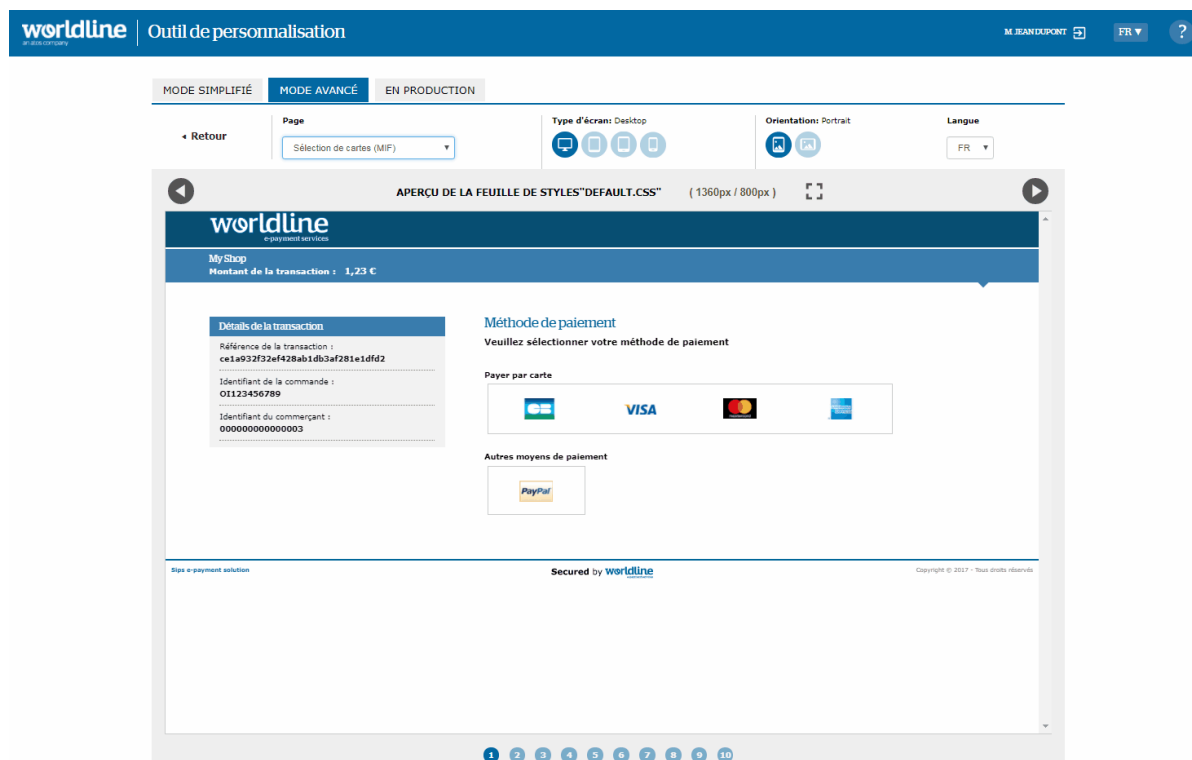 worldline
an atos company
Outil de personnalisation
M. JEAN DUPONT
FR ▼
?
MODE SIMPLIFIÉ
MODE AVANCÉ
EN PRODUCTION
Retour
Page
Sélection de cartes (MIF)
Type d'écran: Desktop
Orientation: Portrait
Langue
FR
APERÇU DE LA FEUILLE DE STYLES"DEFAULT.CSS" ( 1360px / 800px )
worldline
e-payment services
My Shop
Montant de la transaction : 1,23 €
Détails de la transaction
Référence de la transaction :
ce1a932f32ef428ab1db3af281e1dfd2
Identifiant de la commande :
OI123456789
Identifiant du commerçant :
000000000000003
Méthode de paiement
Veuillez sélectionner votre méthode de paiement
Payer par carte
CB
VISA
Autres moyens de paiement
PayPal
Sips e-payment solution
Secured by worldline
Copyright © 2017 - Tous droits réservés
1 2 3 4 5 6 7 8 9 10